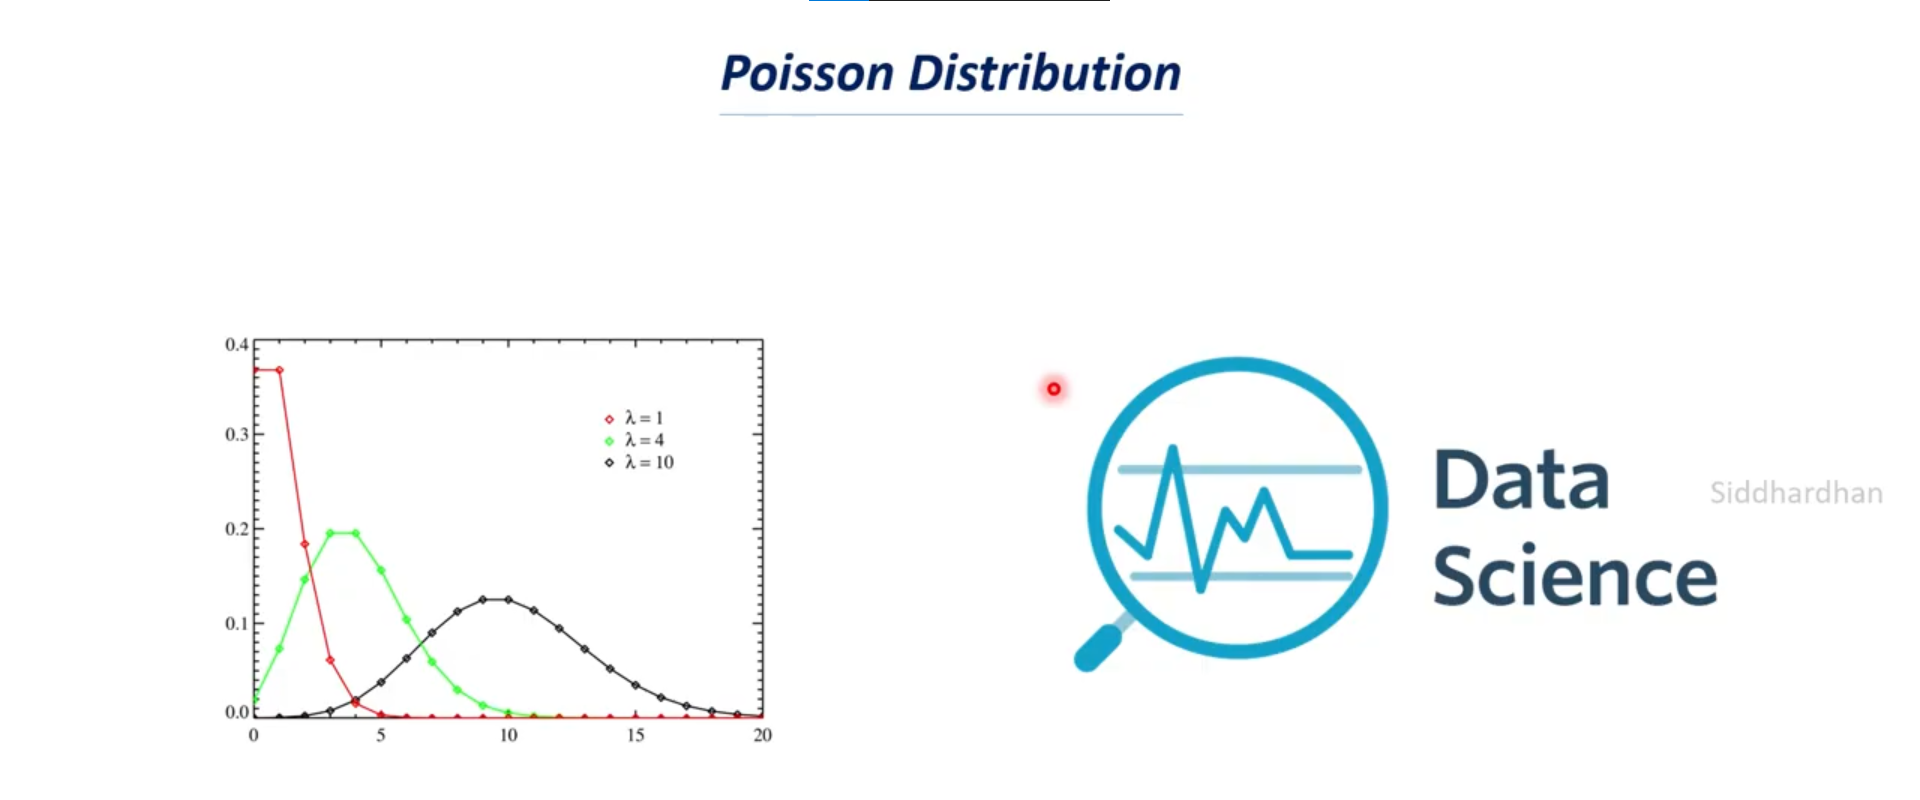 Poisson Distribution
0.4
0.3
0.2
0.1
0.0
0 5 10 15 20
λ = 1
λ = 4
λ = 10
Data
Science
Siddhardhan